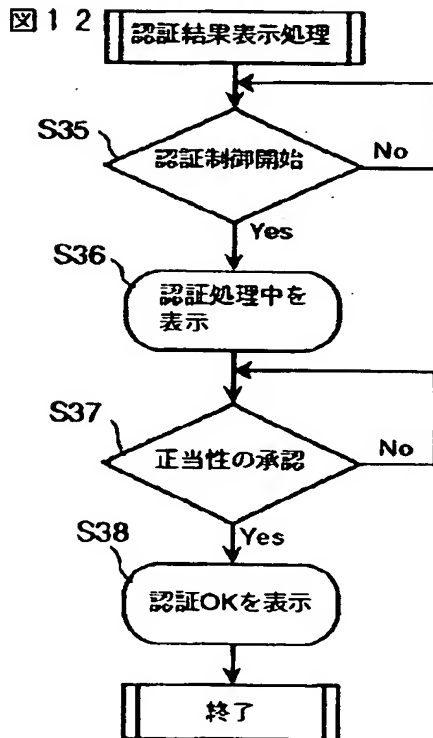 図12
認証結果表示処理
S35
認証制御開始
No
Yes
S36
認証処理中を
表示
S37
正当性の承認
No
Yes
S38
認証OKを表示
終了